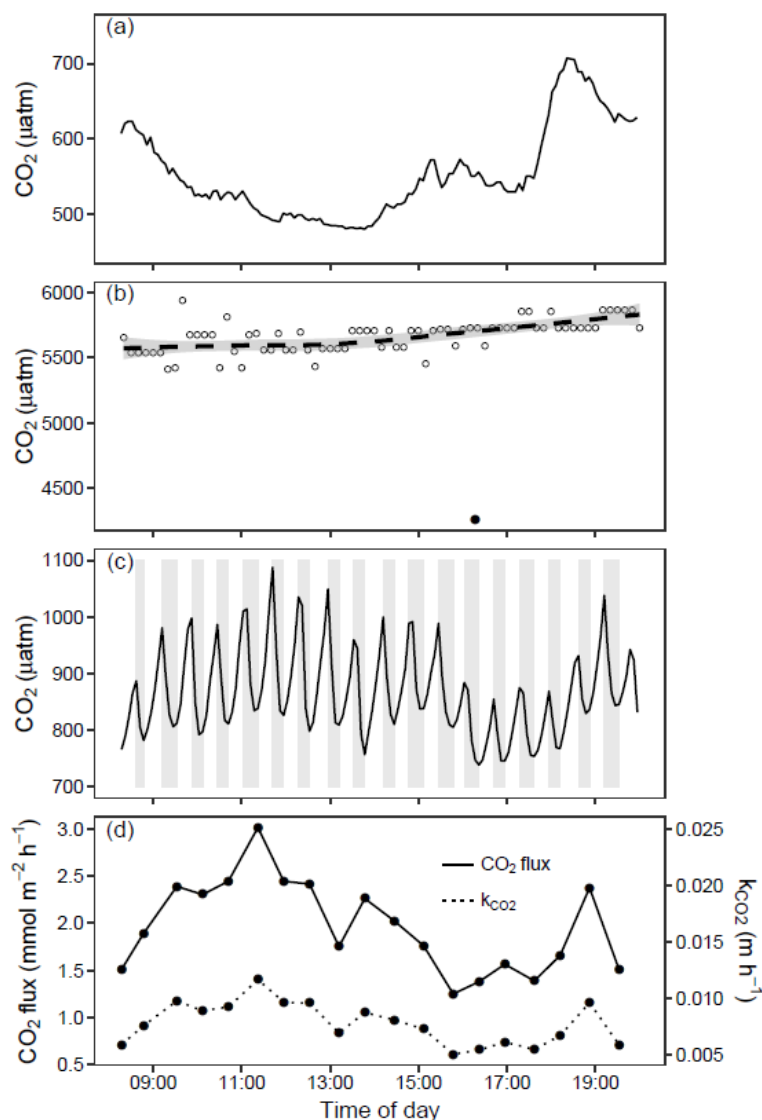 (a)
CO₂ (µatm)
700
600
500
(b)
CO₂ (µatm)
6000
5500
5000
4500
(c)
CO₂ (µatm)
1100
1000
900
800
700
(d)
CO₂ flux (mmol m⁻² h⁻¹)
3.0
2.5
2.0
1.5
1.0
0.5
CO₂ flux
k_CO2
0.025
0.020
0.015
0.010
0.005
k_CO2 (m h⁻¹)
09:00 11:00 13:00 15:00 17:00 19:00
Time of day